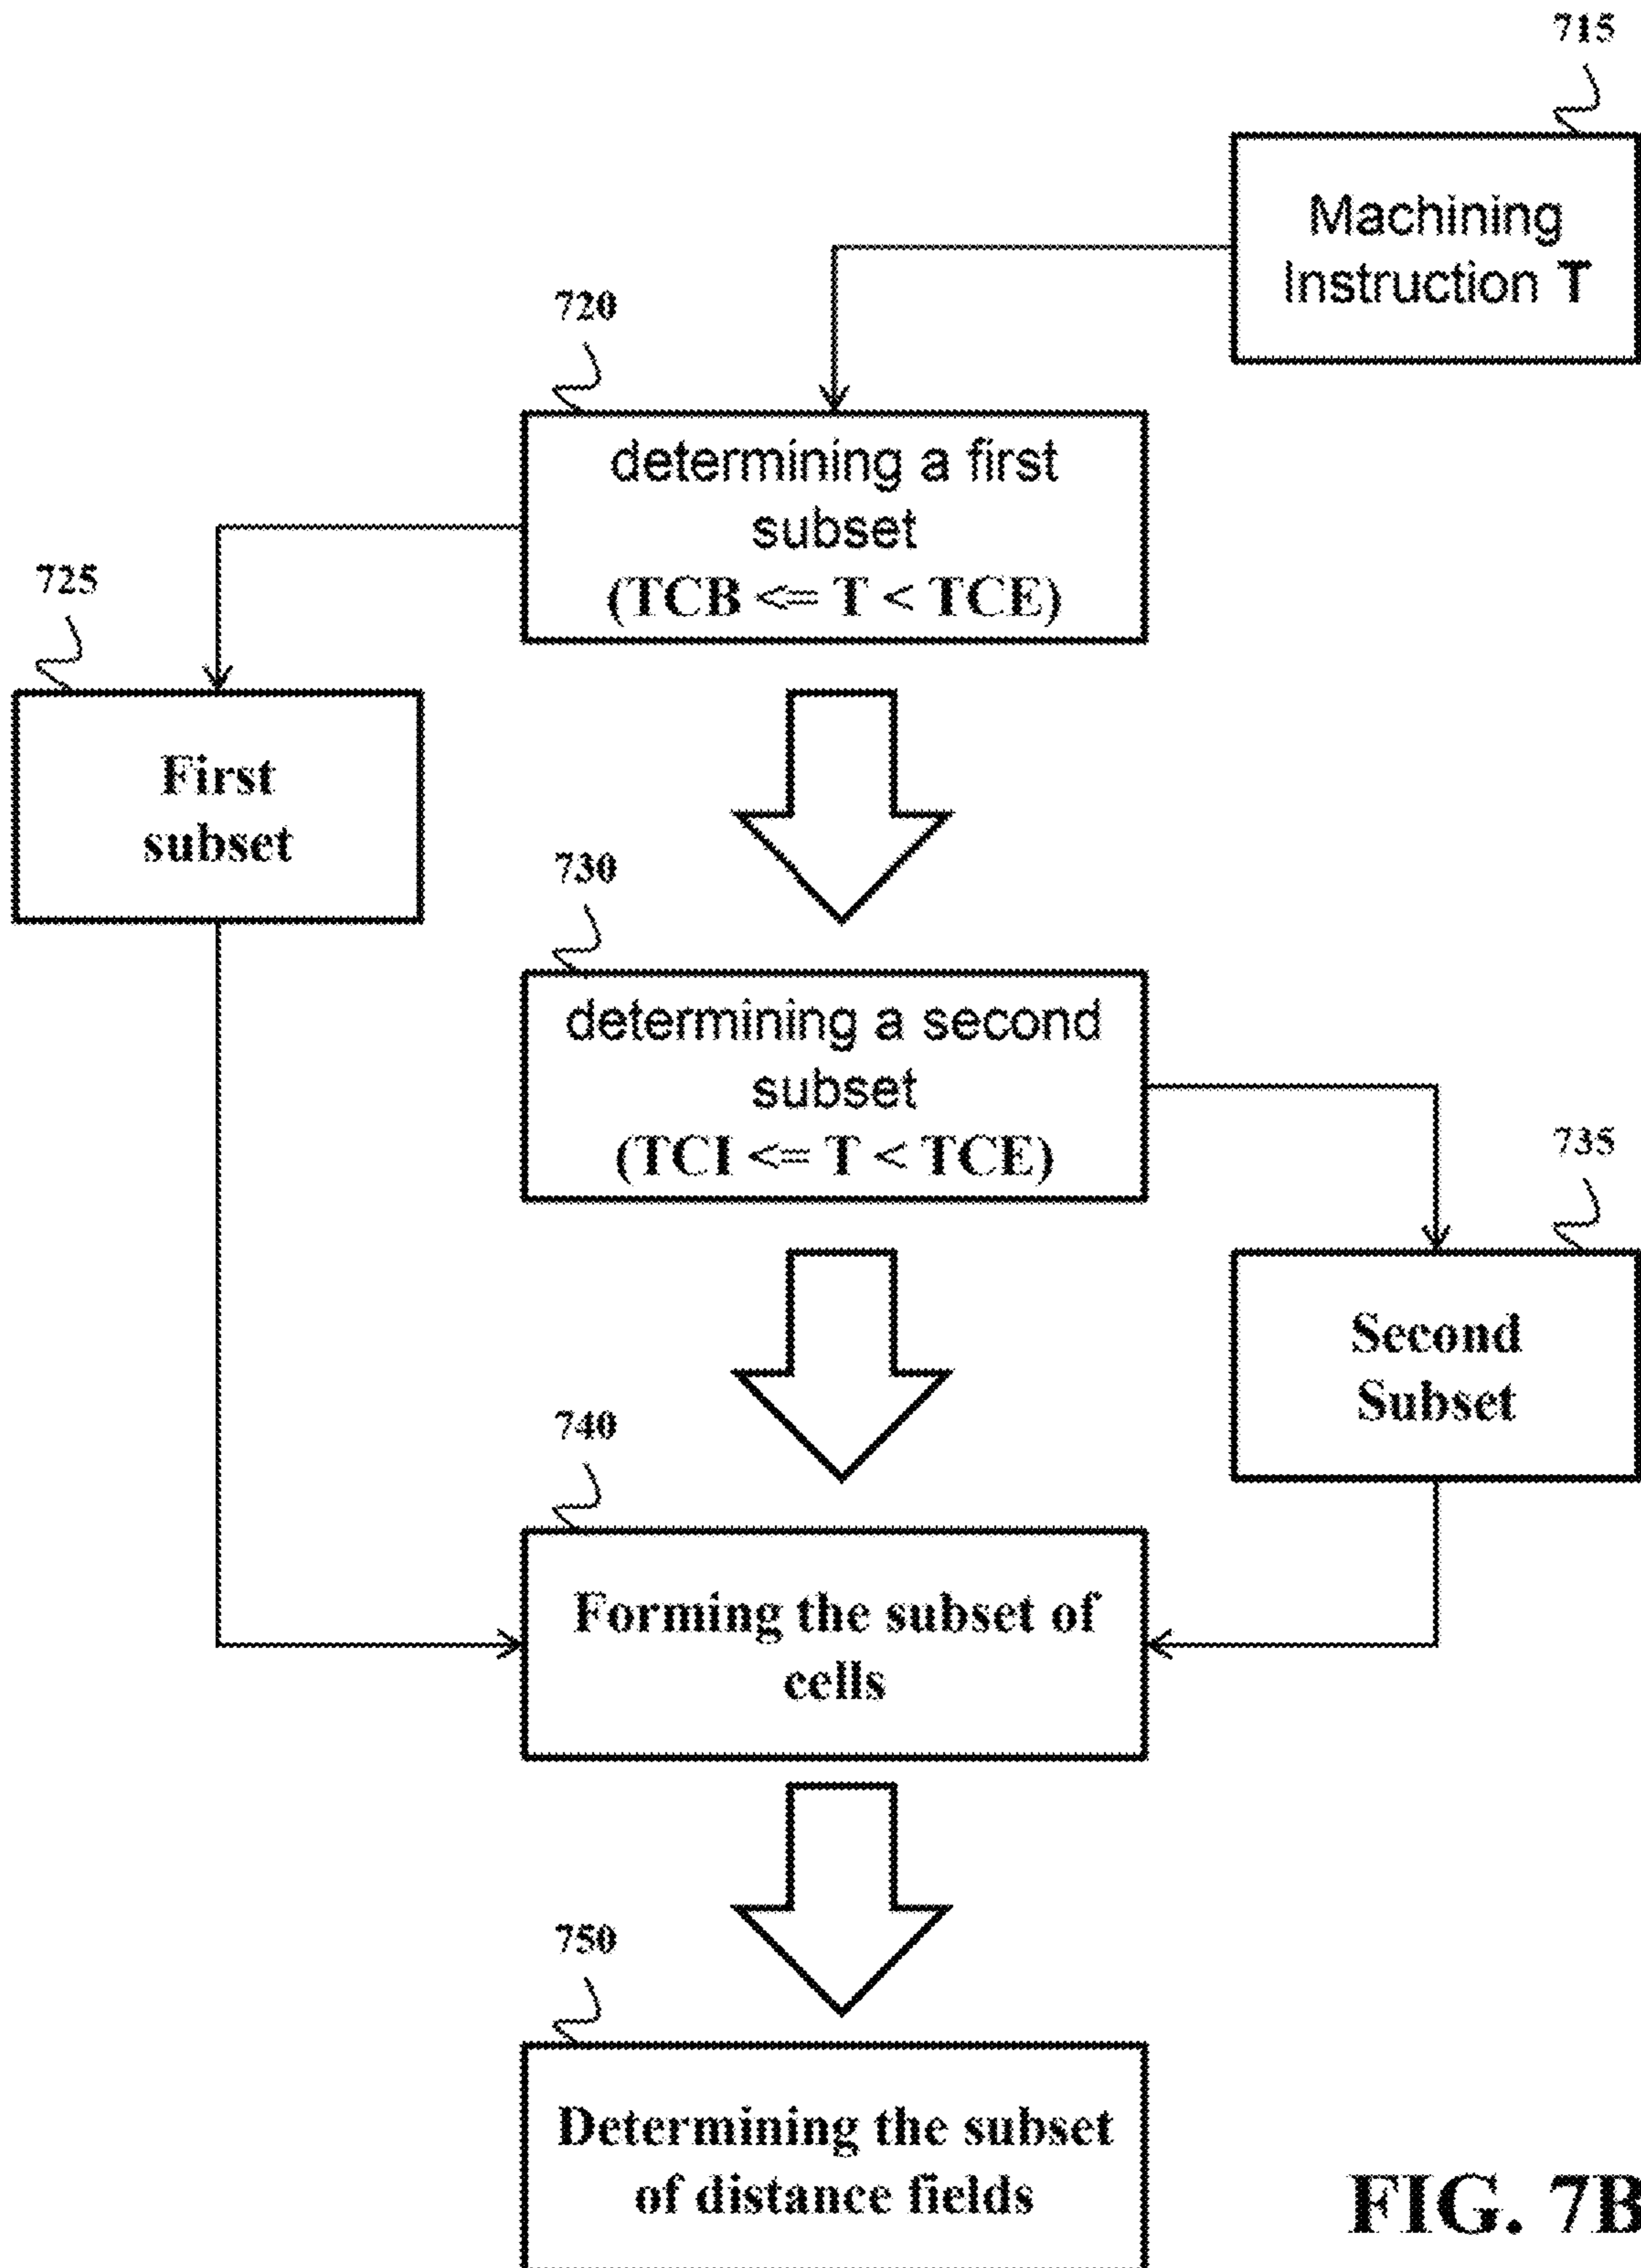 715
Machining
Instruction T
720
determining a first
subset
(TCB <= T < TCE)
725
First
subset
730
determining a second
subset
(TCI <= T < TCE)
735
Second
Subset
740
Forming the subset of
cells
750
Determining the subset
of distance fields
FIG. 7B